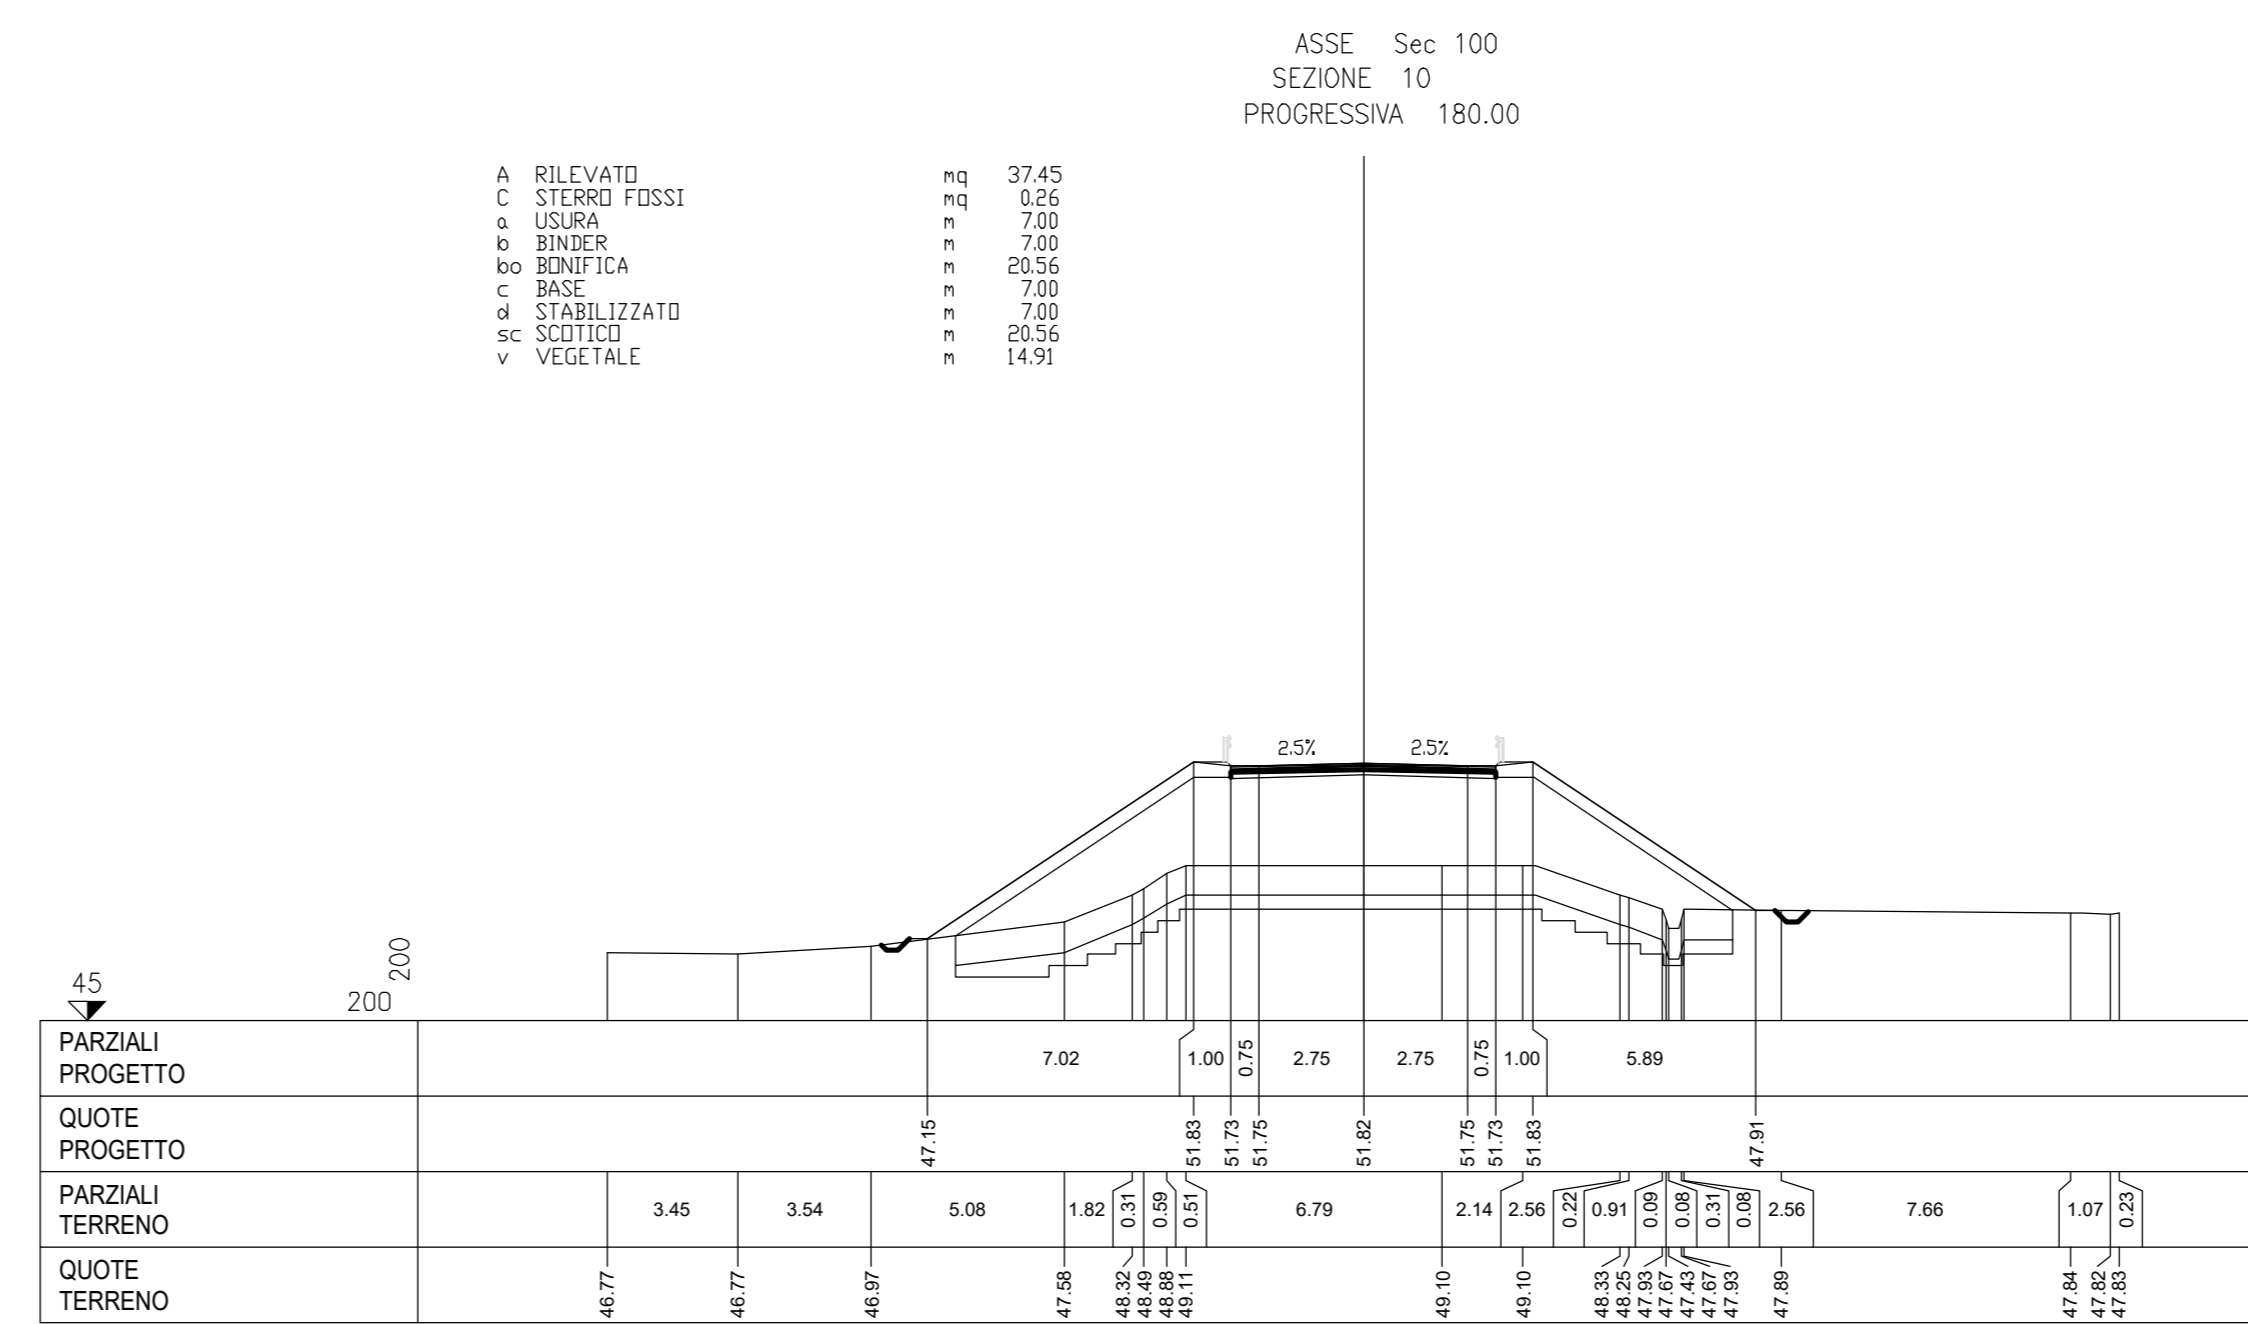 ASSE Sec 100
SEZIONE 10
PROGRESSIVA 180.00
A RILEVATO mq 37.45
C STERRO FOSSI mq 0.26
a USURA m 7.00
b BINDER m 7.00
bo BONIFICA m 20.56
c BASE m 7.00
d STABILIZZATO m 7.00
sc SCOTICO m 20.56
v VEGETALE m 14.91
2.5% 2.5%
45
200
200
PARZIALI
PROGETTO
7.02 1.00 0.75 2.75 2.75 0.75 1.00 5.89
QUOTE
PROGETTO
47.15 51.83 51.73 51.75 51.82 51.75 51.73 51.83 47.91
PARZIALI
TERRENO
3.45 3.54 5.08 1.82 0.31 0.59 0.51 6.79 2.14 2.56 0.22 0.91 0.09 0.08 0.31 0.08 2.56 7.66 1.07 0.23
QUOTE
TERRENO
46.77 46.77 46.97 47.58 48.32 48.49 48.88 49.11 49.10 49.10 48.33 48.25 47.93 47.67 47.43 47.67 47.93 47.89 47.84 47.82 47.83